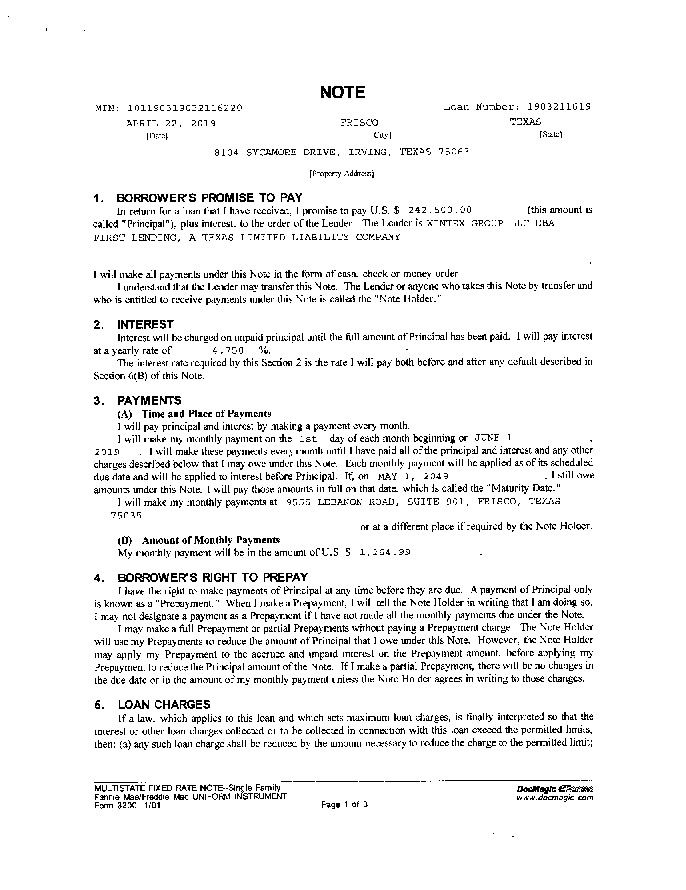 NOTE
MIN: 101190319032116220 Loan Number: 1903211619
APRIL 22, 2019 FRISCO TEXAS
[Date] City] [State]
8134 SYCAMORE DRIVE, IRVING, TEXAS 75062
[Property Address]
1. BORROWER'S PROMISE TO PAY
In return for a loan that I have received, I promise to pay U.S. $ 242,500.00 (this amount is
called "Principal"), plus interest, to the order of the Lender. The Lender is WINTEX GROUP LLC DBA
FIRST LENDING, A TEXAS LIMITED LIABILITY COMPANY
.
I will make all payments under this Note in the form of cash, check or money order
I understand that the Lender may transfer this Note. The Lender or anyone who takes this Note by transfer and
who is entitled to receive payments under this Note is called the "Note Holder."
2. INTEREST
Interest will be charged on unpaid principal until the full amount of Principal has been paid. I will pay interest
at a yearly rate of 4.750 %.
The interest rate required by this Section 2 is the rate I will pay both before and after any default described in
Section 6(B) of this Note.
3. PAYMENTS
(A) Time and Place of Payments
I will pay principal and interest by making a payment every month.
I will make my monthly payment on the 1st day of each month beginning on JUNE 1 ,
2019 . I will make these payments every month until I have paid all of the principal and interest and any other
charges described below that I may owe under this Note. Each monthly payment will be applied as of its scheduled
due date and will be applied to interest before Principal. If, on MAY 1, 2049 , I still owe
amounts under this Note, I will pay those amounts in full on that date, which is called the "Maturity Date."
I will make my monthly payments at 9555 LEBANON ROAD, SUITE 901, FRISCO, TEXAS
75035
or at a different place if required by the Note Holder.
(B) Amount of Monthly Payments
My monthly payment will be in the amount of U.S. $ 1,264.99 .
4. BORROWER'S RIGHT TO PREPAY
I have the right to make payments of Principal at any time before they are due. A payment of Principal only
is known as a "Prepayment." When I make a Prepayment, I will tell the Note Holder in writing that I am doing so.
I may not designate a payment as a Prepayment if I have not made all the monthly payments due under the Note.
I may make a full Prepayment or partial Prepayments without paying a Prepayment charge. The Note Holder
will use my Prepayments to reduce the amount of Principal that I owe under this Note. However, the Note Holder
may apply my Prepayment to the accrued and unpaid interest on the Prepayment amount, before applying my
Prepayment to reduce the Principal amount of the Note. If I make a partial Prepayment, there will be no changes in
the due date or in the amount of my monthly payment unless the Note Holder agrees in writing to those changes.
5. LOAN CHARGES
If a law, which applies to this loan and which sets maximum loan charges, is finally interpreted so that the
interest or other loan charges collected or to be collected in connection with this loan exceed the permitted limits,
then: (a) any such loan charge shall be reduced by the amount necessary to reduce the charge to the permitted limit;
MULTISTATE FIXED RATE NOTE--Single Family DocMagic
Fannie Mae/Freddie Mac UNIFORM INSTRUMENT www.docmagic.com
Form 3200 1/01 Page 1 of 3